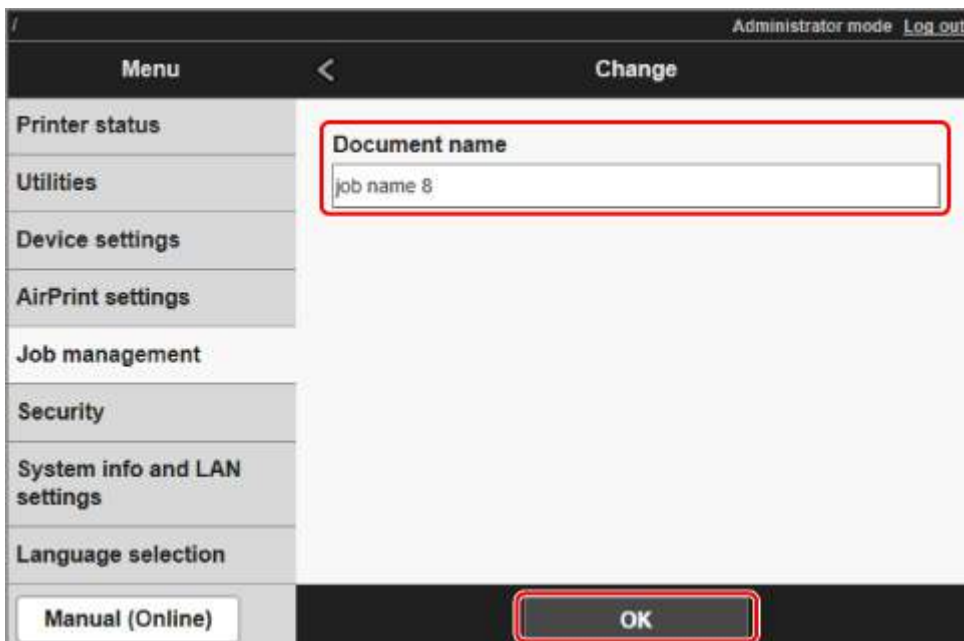 /
Administrator mode Log out
Menu
<
Change
Printer status
Utilities
Device settings
AirPrint settings
Job management
Security
System info and LAN
settings
Language selection
Manual (Online)
Document name
job name 8
OK